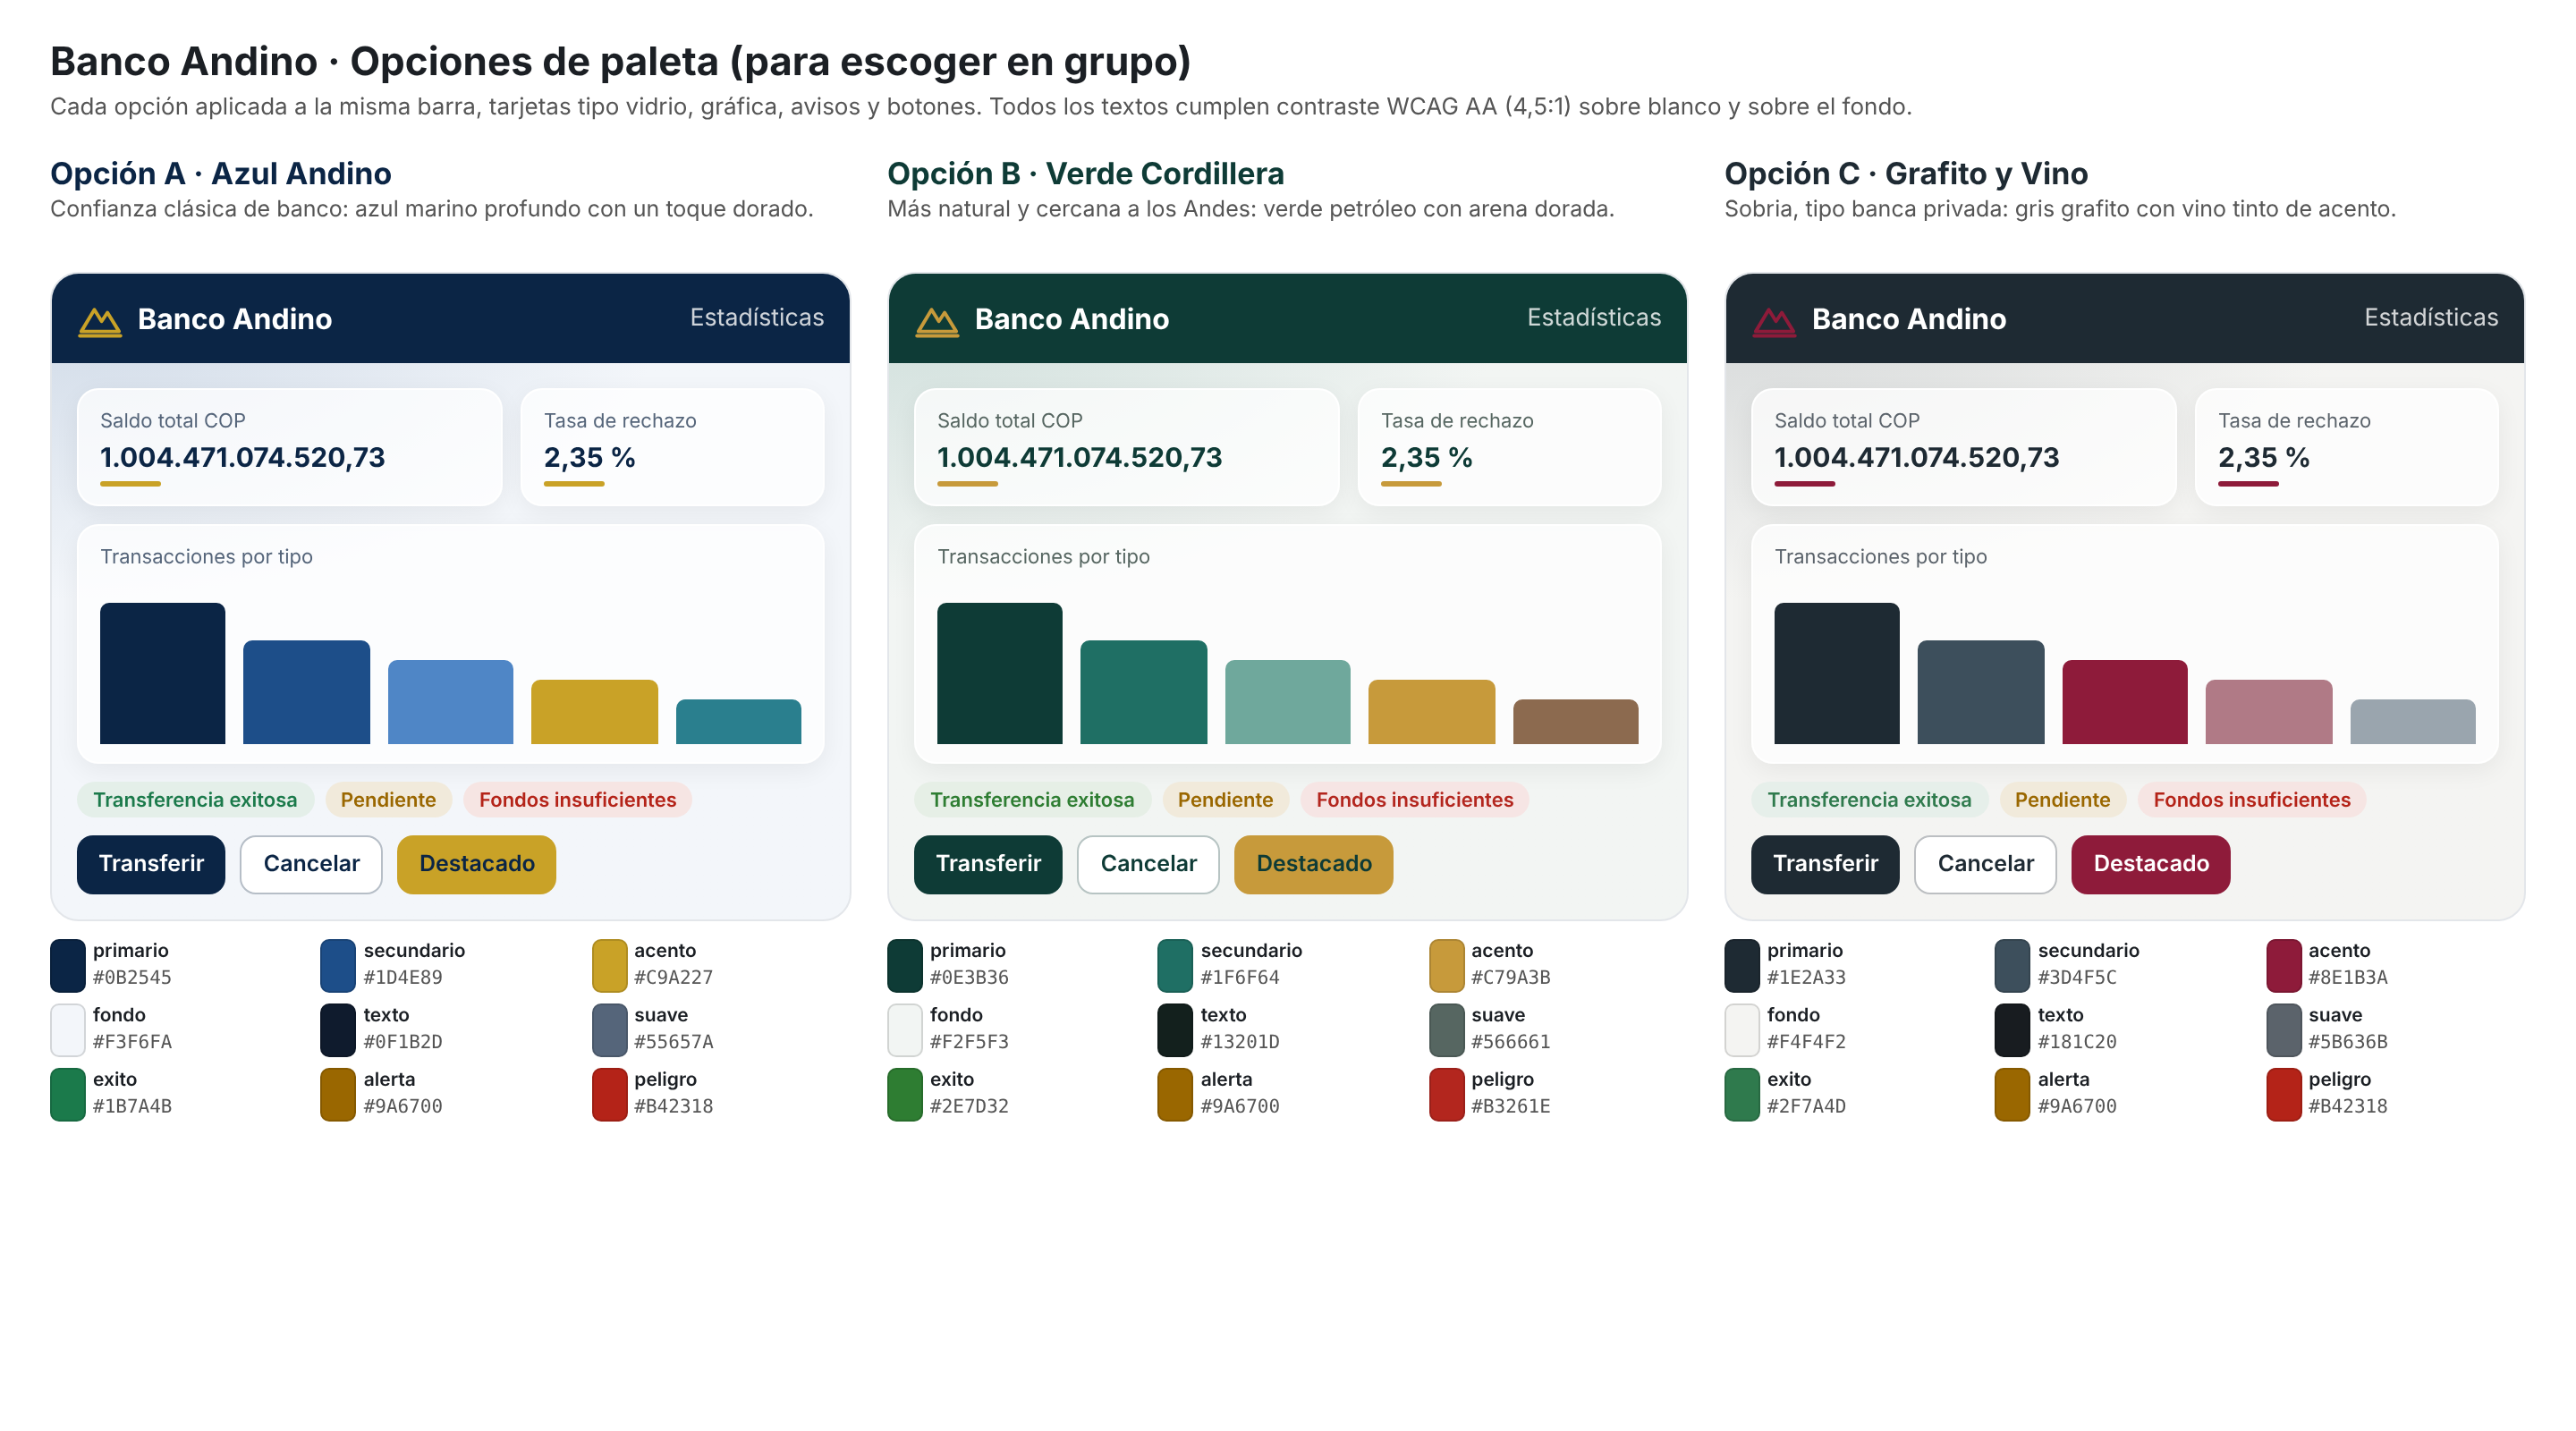 Banco Andino · Opciones de paleta (para escoger en grupo)
Cada opción aplicada a la misma barra, tarjetas tipo vidrio, gráfica, avisos y botones. Todos los textos cumplen contraste WCAG AA (4,5:1) sobre blanco y sobre el fondo.
Opción A · Azul Andino
Confianza clásica de banco: azul marino profundo con un toque dorado.
Banco Andino
Estadísticas
Saldo total COP
1.004.471.074.520,73
Tasa de rechazo
2,35 %
Transacciones por tipo
Transferencia exitosa
Pendiente
Fondos insuficientes
Transferir
Cancelar
Destacado
primario
#0B2545
secundario
#1D4E89
acento
#C9A227
fondo
#F3F6FA
texto
#0F1B2D
suave
#55657A
exito
#1B7A4B
alerta
#9A6700
peligro
#B42318
Opción B · Verde Cordillera
Más natural y cercana a los Andes: verde petróleo con arena dorada.
Banco Andino
Estadísticas
Saldo total COP
1.004.471.074.520,73
Tasa de rechazo
2,35 %
Transacciones por tipo
Transferencia exitosa
Pendiente
Fondos insuficientes
Transferir
Cancelar
Destacado
primario
#0E3B36
secundario
#1F6F64
acento
#C79A3B
fondo
#F2F5F3
texto
#13201D
suave
#566661
exito
#2E7D32
alerta
#9A6700
peligro
#B3261E
Opción C · Grafito y Vino
Sobria, tipo banca privada: gris grafito con vino tinto de acento.
Banco Andino
Estadísticas
Saldo total COP
1.004.471.074.520,73
Tasa de rechazo
2,35 %
Transacciones por tipo
Transferencia exitosa
Pendiente
Fondos insuficientes
Transferir
Cancelar
Destacado
primario
#1E2A33
secundario
#3D4F5C
acento
#8E1B3A
fondo
#F4F4F2
texto
#181C20
suave
#5B636B
exito
#2F7A4D
alerta
#9A6700
peligro
#B42318